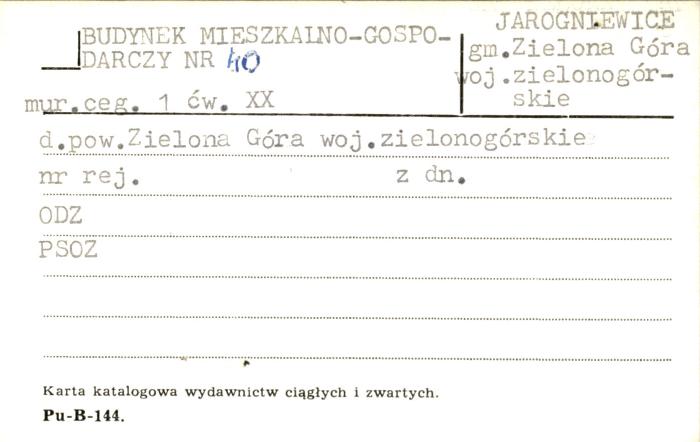 BUDYNEK MIESZKALNO-GOSPO-
DARCZY NR 40
mur.ceg. 1 ćw. XX
JAROGNIEWICE
gm.Zielona Góra
woj.zielonogór-
skie
d.pow.Zielona Góra woj.zielonogórskie
nr rej. z dn.
ODZ
PSOZ
Karta katalogowa wydawnictw ciągłych i zwartych.
Pu-B-144.